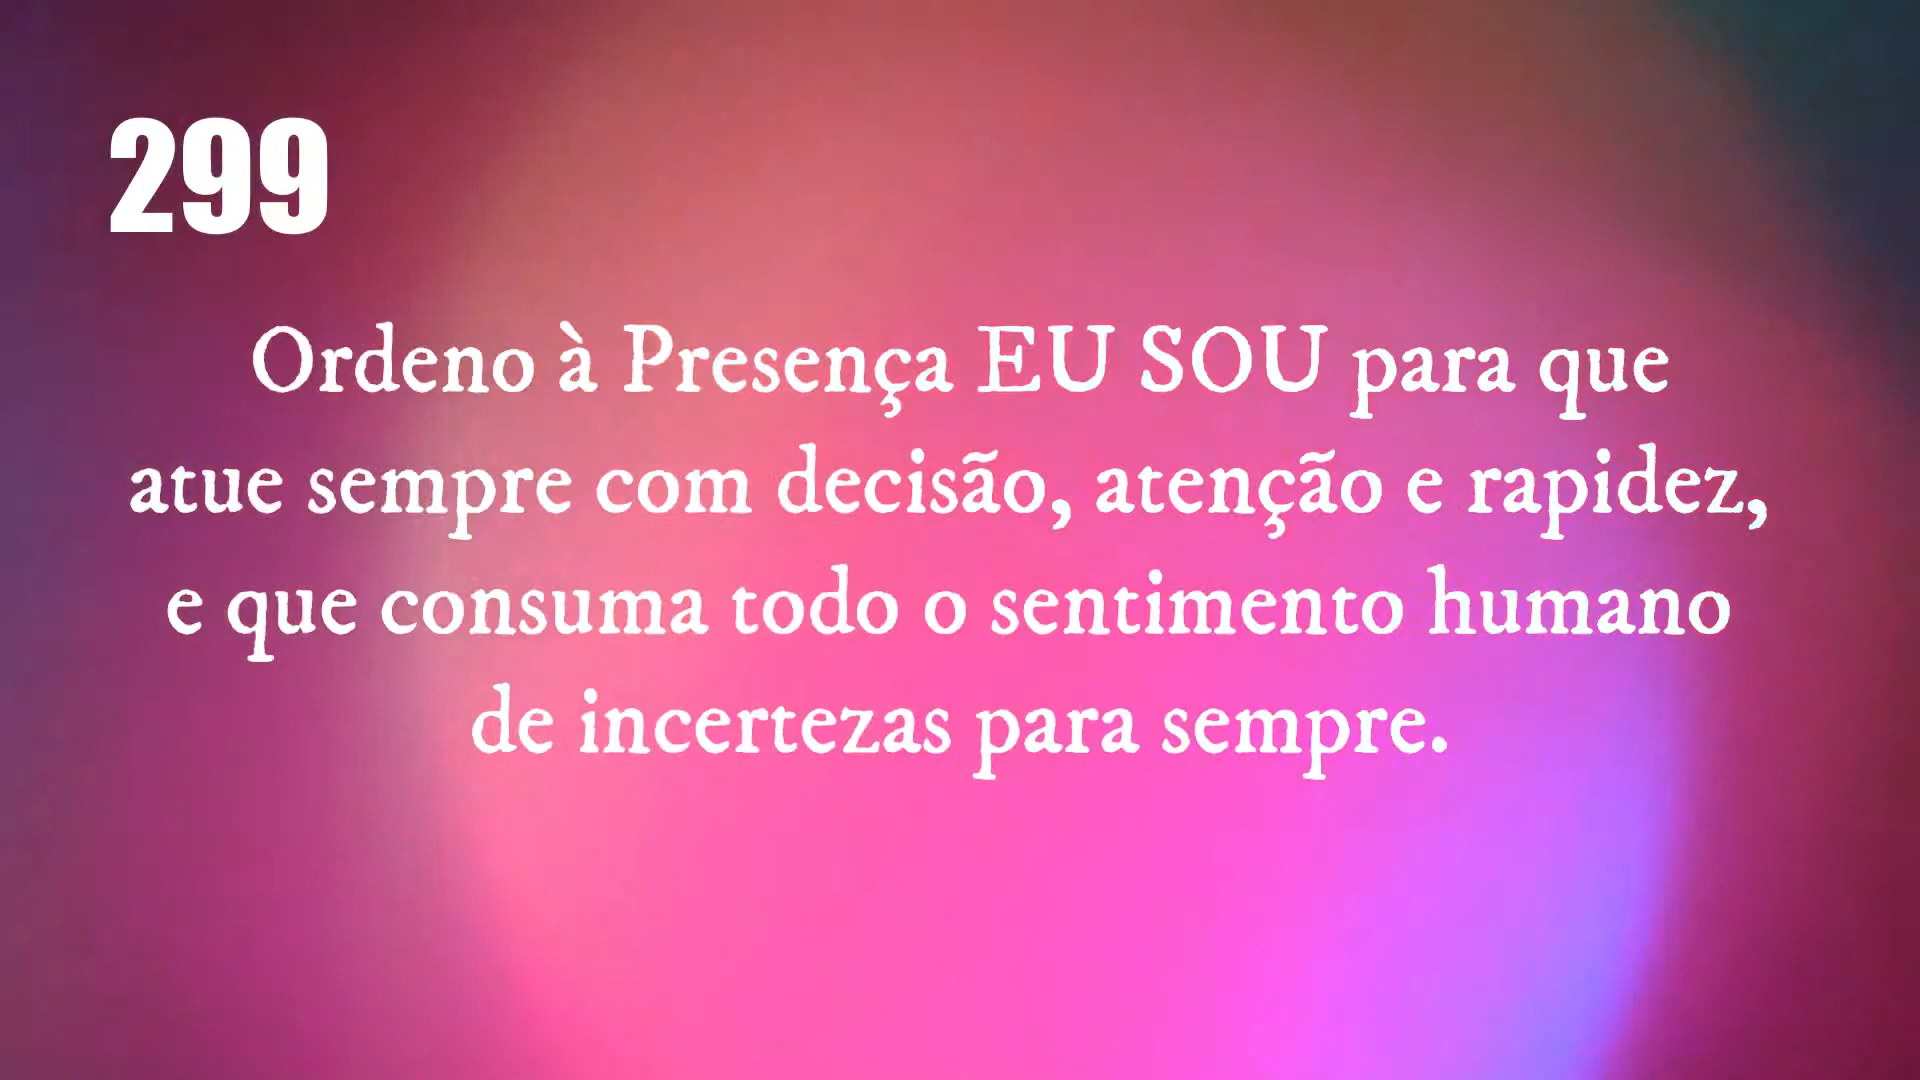 299
Ordeno à Presença EU SOU para que
atue sempre com decisão, atenção e rapidez,
e que consuma todo o sentimento humano
de incertezas para sempre.